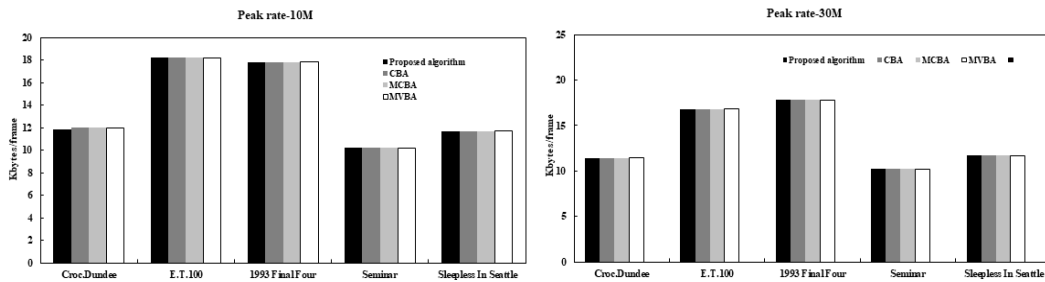 Peak rate-10M
Kbytes/frame
20
18
16
14
12
10
8
6
4
2
0
Proposed algorithm
CBA
MCBA
MVBA
Croc.Dundee E.T.100 1993 Final Four Seminar Sleepless In Seattle
Peak rate-30M
Kbytes/frame
25
20
15
10
5
0
Proposed algorithm CBA MCBA MVBA
Croc.Dundee E.T.100 1993 Final Four Seminar Sleepless In Seattle